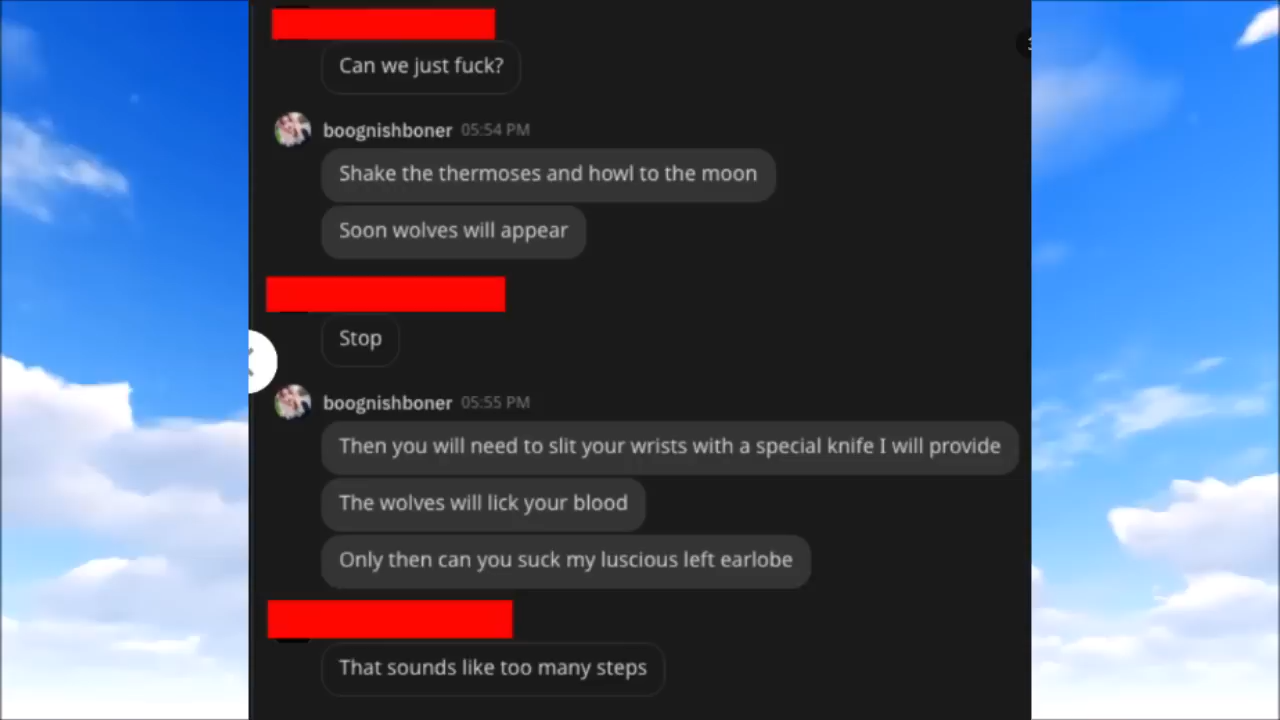 Can we just fuck?
boognishboner 05:54 PM
Shake the thermoses and howl to the moon
Soon wolves will appear
Stop
boognishboner 05:55 PM
Then you will need to slit your wrists with a special knife I will provide
The wolves will lick your blood
Only then can you suck my luscious left earlobe
That sounds like too many steps